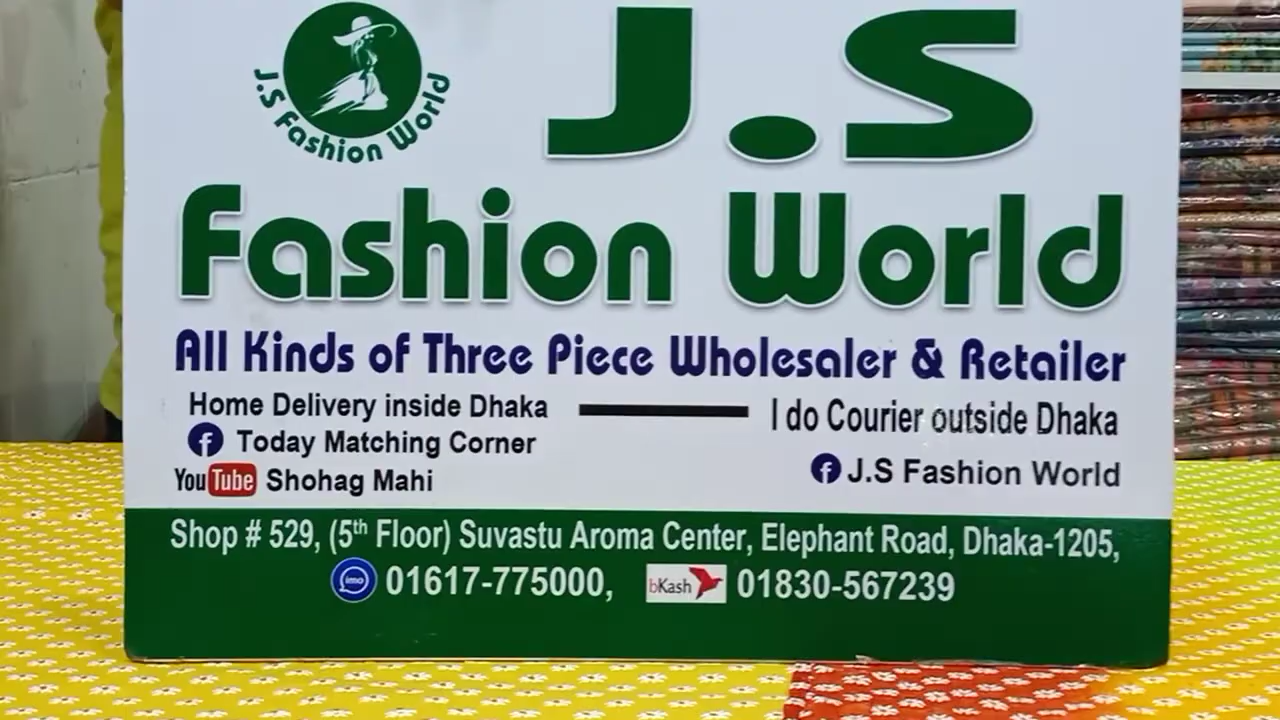 J.S Fashion World
J.S
Fashion World
All Kinds of Three Piece Wholesaler & Retailer
Home Delivery inside Dhaka I do Courier outside Dhaka
Today Matching Corner
YouTube Shohag Mahi
J.S Fashion World
Shop # 529, (5th Floor) Suvastu Aroma Center, Elephant Road, Dhaka-1205,
imo 01617-775000, bKash 01830-567239